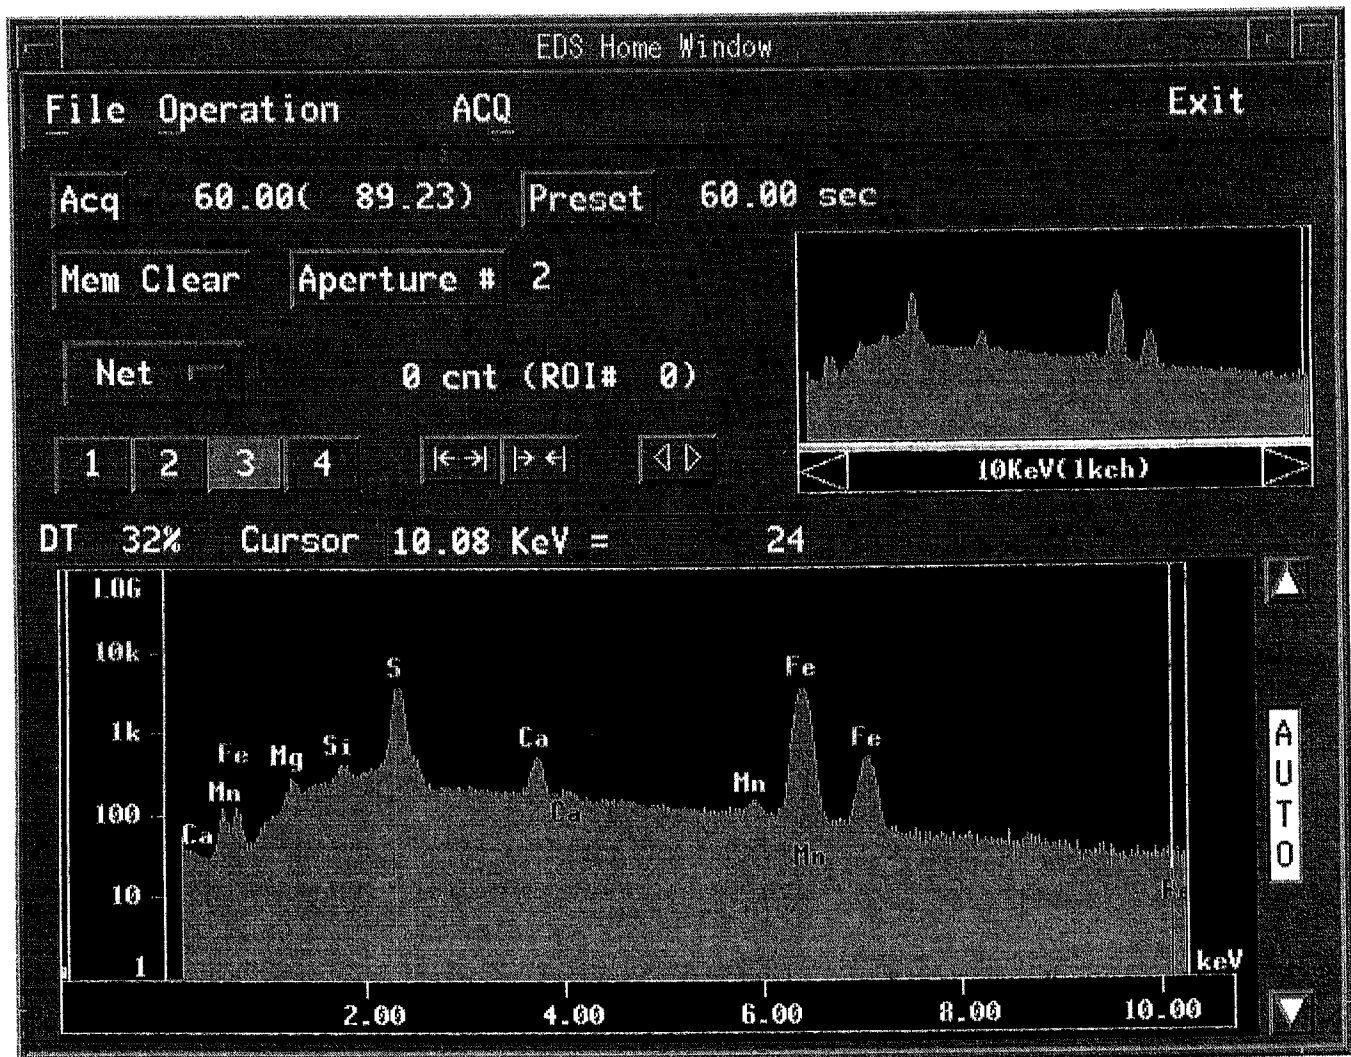 EDS Home Window
File Operation ACQ Exit
Acq 60.00( 89.23) Preset 60.00 sec
Mem Clear Aperture # 2
Net 0 cnt (ROI# 0)
1 2 3 4
10KeV(1kch)
DT 32% Cursor 10.08 KeV = 24
LOG
10k
1k
100
10
1
S
Fe
Fe
Mg
Si
Ca
Fe
Mn
Mn
Ca
Ca
Mn
keV
2.00 4.00 6.00 8.00 10.00
AUTO